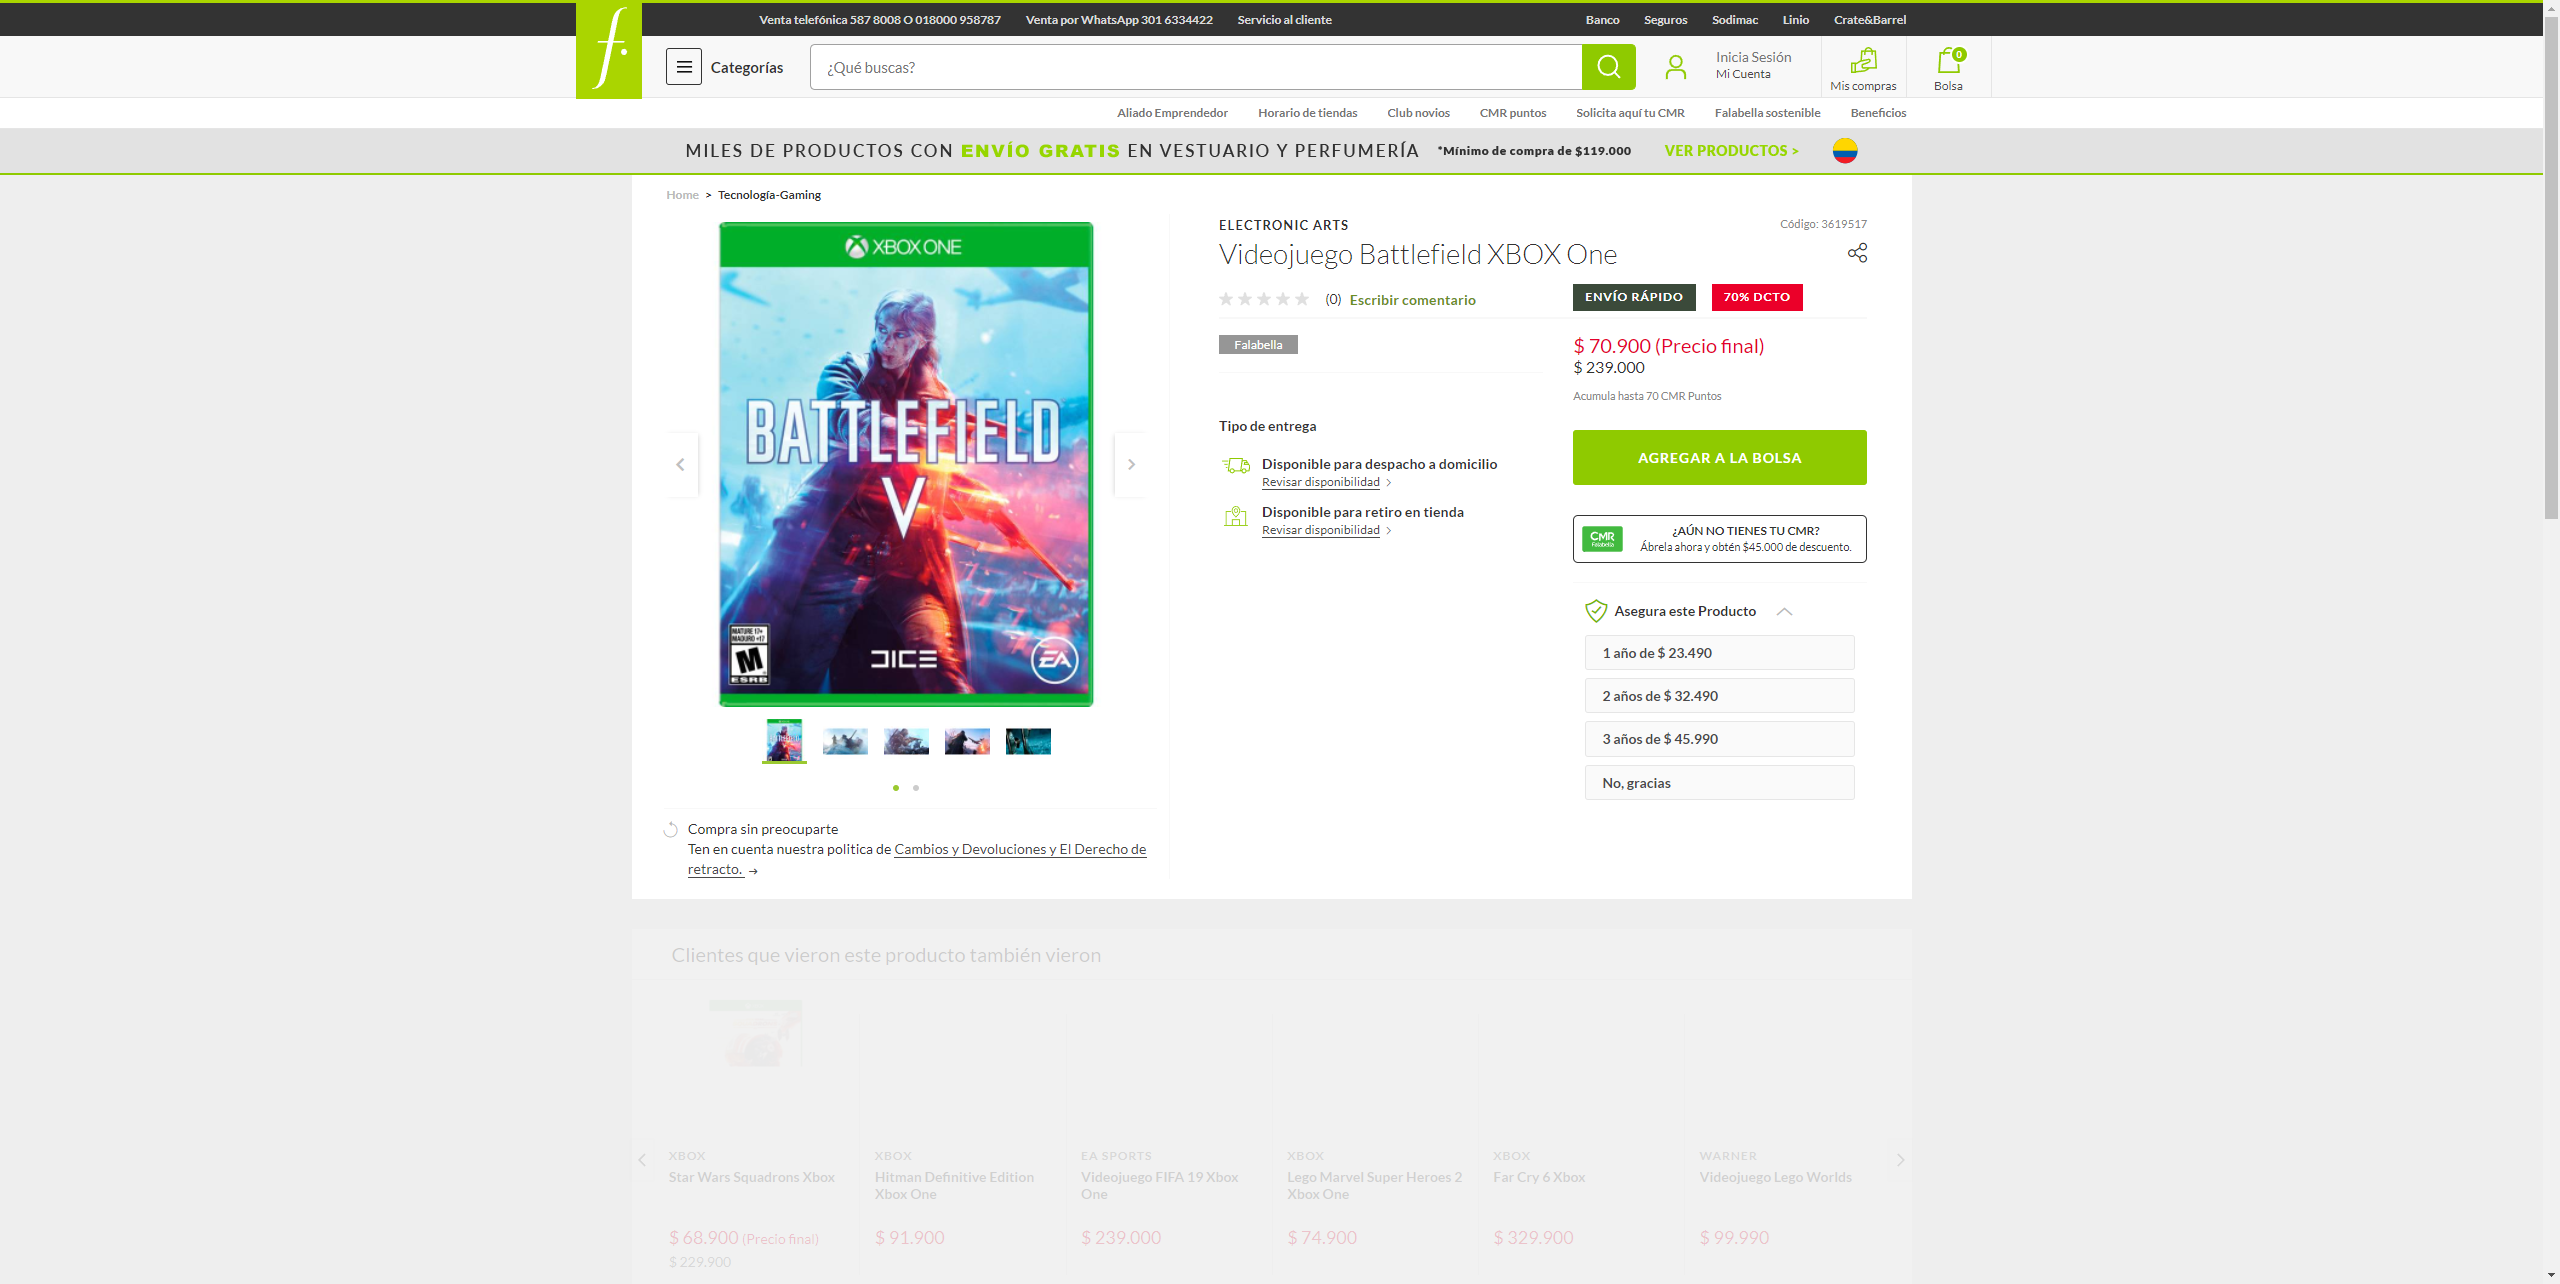 Venta telefónica 587 8008 O 018000 958787
Venta por WhatsApp 301 6334422
Servicio al cliente
Banco
Seguros
Sodimac
Linio
Crate&Barrel
f.
Categorías
¿Qué buscas?
Inicia Sesión
Mi Cuenta
Mis compras
0
Bolsa
Aliado Emprendedor
Horario de tiendas
Club novios
CMR puntos
Solicita aquí tu CMR
Falabella sostenible
Beneficios
MILES DE PRODUCTOS CON ENVÍO GRATIS EN VESTUARIO Y PERFUMERÍA *Mínimo de compra de $119.000 VER PRODUCTOS >
Home > Tecnología-Gaming
XBOX ONE
BATTLEFIELD
V
MATURE 17+
MADURO +17
M
ESRB
DICE
EA
Compra sin preocuparte
Ten en cuenta nuestra politica de Cambios y Devoluciones y El Derecho de
retracto. →
ELECTRONIC ARTS
Código: 3619517
Videojuego Battlefield XBOX One
(0) Escribir comentario
ENVÍO RÁPIDO
70% DCTO
Falabella
$ 70.900 (Precio final)
$ 239.000
Acumula hasta 70 CMR Puntos
Tipo de entrega
Disponible para despacho a domicilio
Revisar disponibilidad >
Disponible para retiro en tienda
Revisar disponibilidad >
AGREGAR A LA BOLSA
CMR
Falabella
¿AÚN NO TIENES TU CMR?
Ábrela ahora y obtén $45.000 de descuento.
Asegura este Producto
1 año de $ 23.490
2 años de $ 32.490
3 años de $ 45.990
No, gracias
Clientes que vieron este producto también vieron
XBOX
Star Wars Squadrons Xbox
$ 68.900 (Precio final)
$ 229.900
XBOX
Hitman Definitive Edition
Xbox One
$ 91.900
EA SPORTS
Videojuego FIFA 19 Xbox
One
$ 239.000
XBOX
Lego Marvel Super Heroes 2
Xbox One
$ 74.900
XBOX
Far Cry 6 Xbox
$ 329.900
WARNER
Videojuego Lego Worlds
$ 99.990